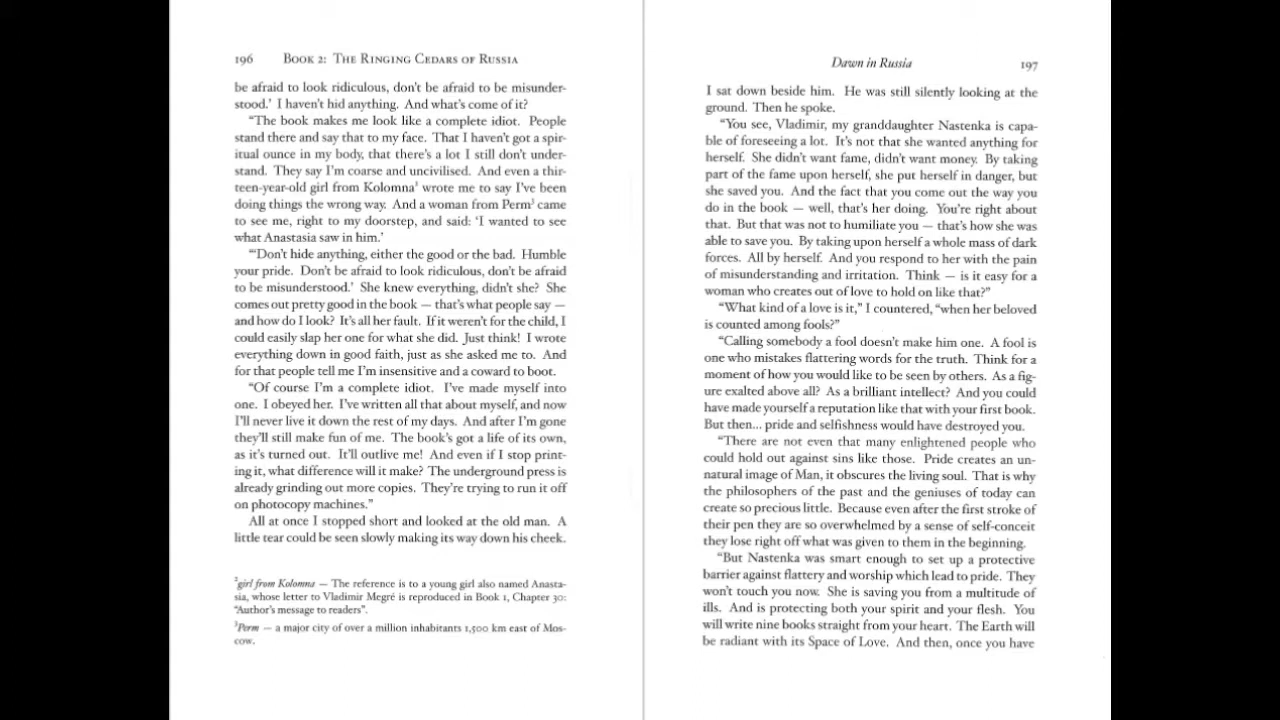 196 BOOK 2: THE RINGING CEDARS OF RUSSIA
be afraid to look ridiculous, don't be afraid to be misunder-
stood.' I haven't hid anything. And what's come of it?
"The book makes me look like a complete idiot. People
stand there and say that to my face. That I haven't got a spir-
itual ounce in my body, that there's a lot I still don't under-
stand. They say I'm coarse and uncivilised. And even a thir-
teen-year-old girl from Kolomna² wrote me to say I've been
doing things the wrong way. And a woman from Perm³ came
to see me, right to my doorstep, and said: 'I wanted to see
what Anastasia saw in him.'
"'Don't hide anything, either the good or the bad. Humble
your pride. Don't be afraid to look ridiculous, don't be afraid
to be misunderstood.' She knew everything, didn't she? She
comes out pretty good in the book — that's what people say —
and how do I look? It's all her fault. If it weren't for the child, I
could easily slap her one for what she did. Just think! I wrote
everything down in good faith, just as she asked me to. And
for that people tell me I'm insensitive and a coward to boot.
"Of course I'm a complete idiot. I've made myself into
one. I obeyed her. I've written all that about myself, and now
I'll never live it down the rest of my days. And after I'm gone
they'll still make fun of me. The book's got a life of its own,
as it's turned out. It'll outlive me! And even if I stop print-
ing it, what difference will it make? The underground press is
already grinding out more copies. They're trying to run it off
on photocopy machines."
All at once I stopped short and looked at the old man. A
little tear could be seen slowly making its way down his cheek.
²girl from Kolomna — The reference is to a young girl also named Anasta-
sia, whose letter to Vladimir Megré is reproduced in Book 1, Chapter 30:
"Author's message to readers".
³Perm — a major city of over a million inhabitants 1,500 km east of Mos-
cow.
Dawn in Russia 197
I sat down beside him. He was still silently looking at the
ground. Then he spoke.
"You see, Vladimir, my granddaughter Nastenka is capa-
ble of foreseeing a lot. It's not that she wanted anything for
herself. She didn't want fame, didn't want money. By taking
part of the fame upon herself, she put herself in danger, but
she saved you. And the fact that you come out the way you
do in the book — well, that's her doing. You're right about
that. But that was not to humiliate you — that's how she was
able to save you. By taking upon herself a whole mass of dark
forces. All by herself. And you respond to her with the pain
of misunderstanding and irritation. Think — is it easy for a
woman who creates out of love to hold on like that?"
"What kind of a love is it," I countered, "when her beloved
is counted among fools?"
"Calling somebody a fool doesn't make him one. A fool is
one who mistakes flattering words for the truth. Think for a
moment of how you would like to be seen by others. As a fig-
ure exalted above all? As a brilliant intellect? And you could
have made yourself a reputation like that with your first book.
But then... pride and selfishness would have destroyed you.
"There are not even that many enlightened people who
could hold out against sins like those. Pride creates an un-
natural image of Man, it obscures the living soul. That is why
the philosophers of the past and the geniuses of today can
create so precious little. Because even after the first stroke of
their pen they are so overwhelmed by a sense of self-conceit
they lose right off what was given to them in the beginning.
"But Nastenka was smart enough to set up a protective
barrier against flattery and worship which lead to pride. They
won't touch you now. She is saving you from a multitude of
ills. And is protecting both your spirit and your flesh. You
will write nine books straight from your heart. The Earth will
be radiant with its Space of Love. And then, once you have